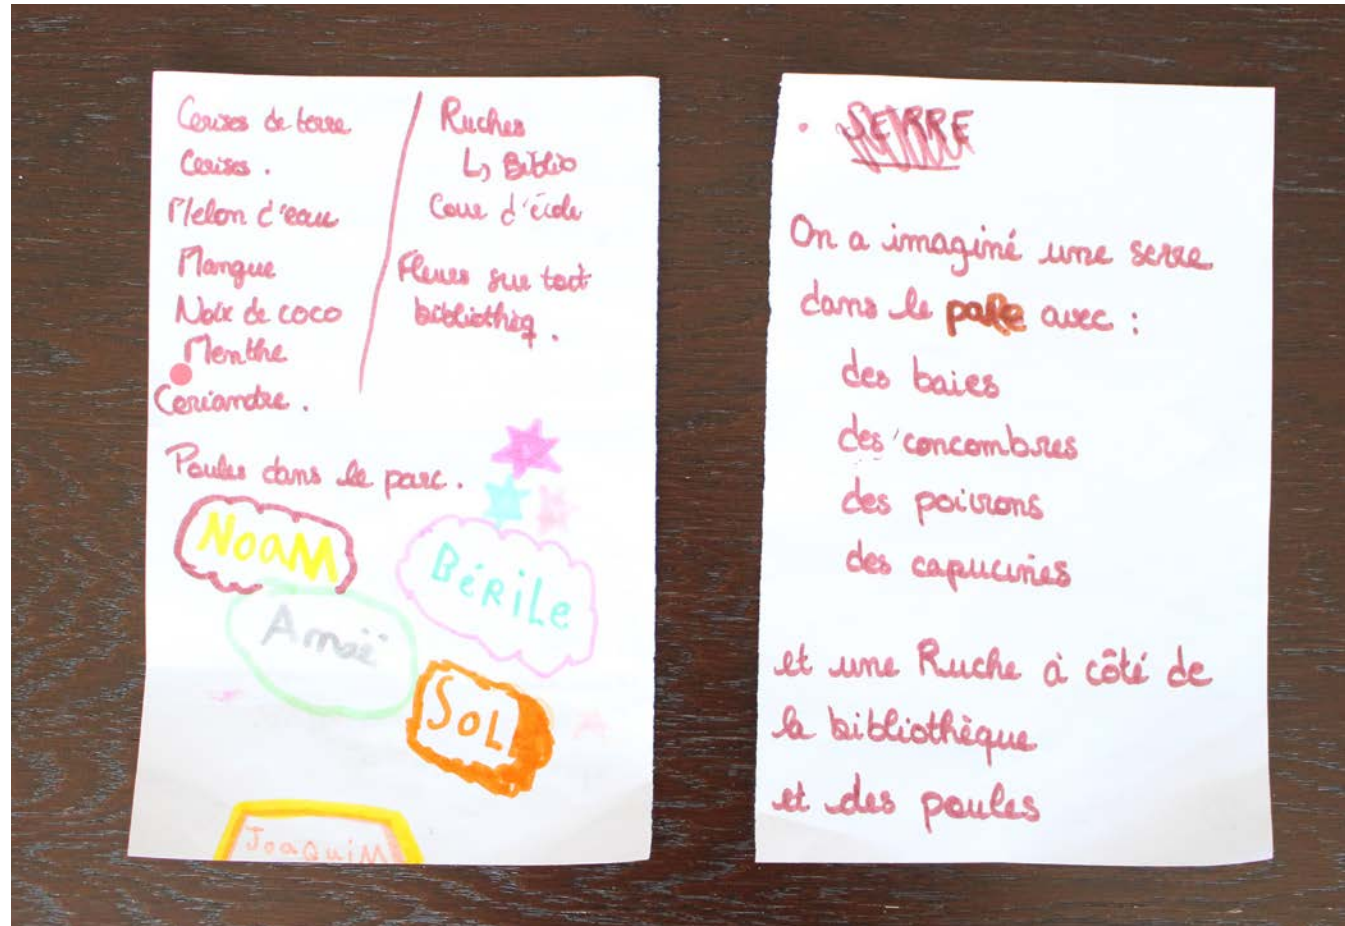 Cerises de terre
Cerises.
Melon d'eau
Mangue
Noix de coco
Menthe
Coriandre.
Ruches
↳ Biblio
Cour d'école
Fleurs sur toit
bibliothèq.
Poules dans le parc.
NOAM
BÉRiLe
Anaë
SOL
JoaquiM
• SERRE
On a imaginé une serre
dans le parc avec :
des baies
des concombres
des poivrons
des capucines
et une Ruche à côté de
la bibliothèque
et des poules